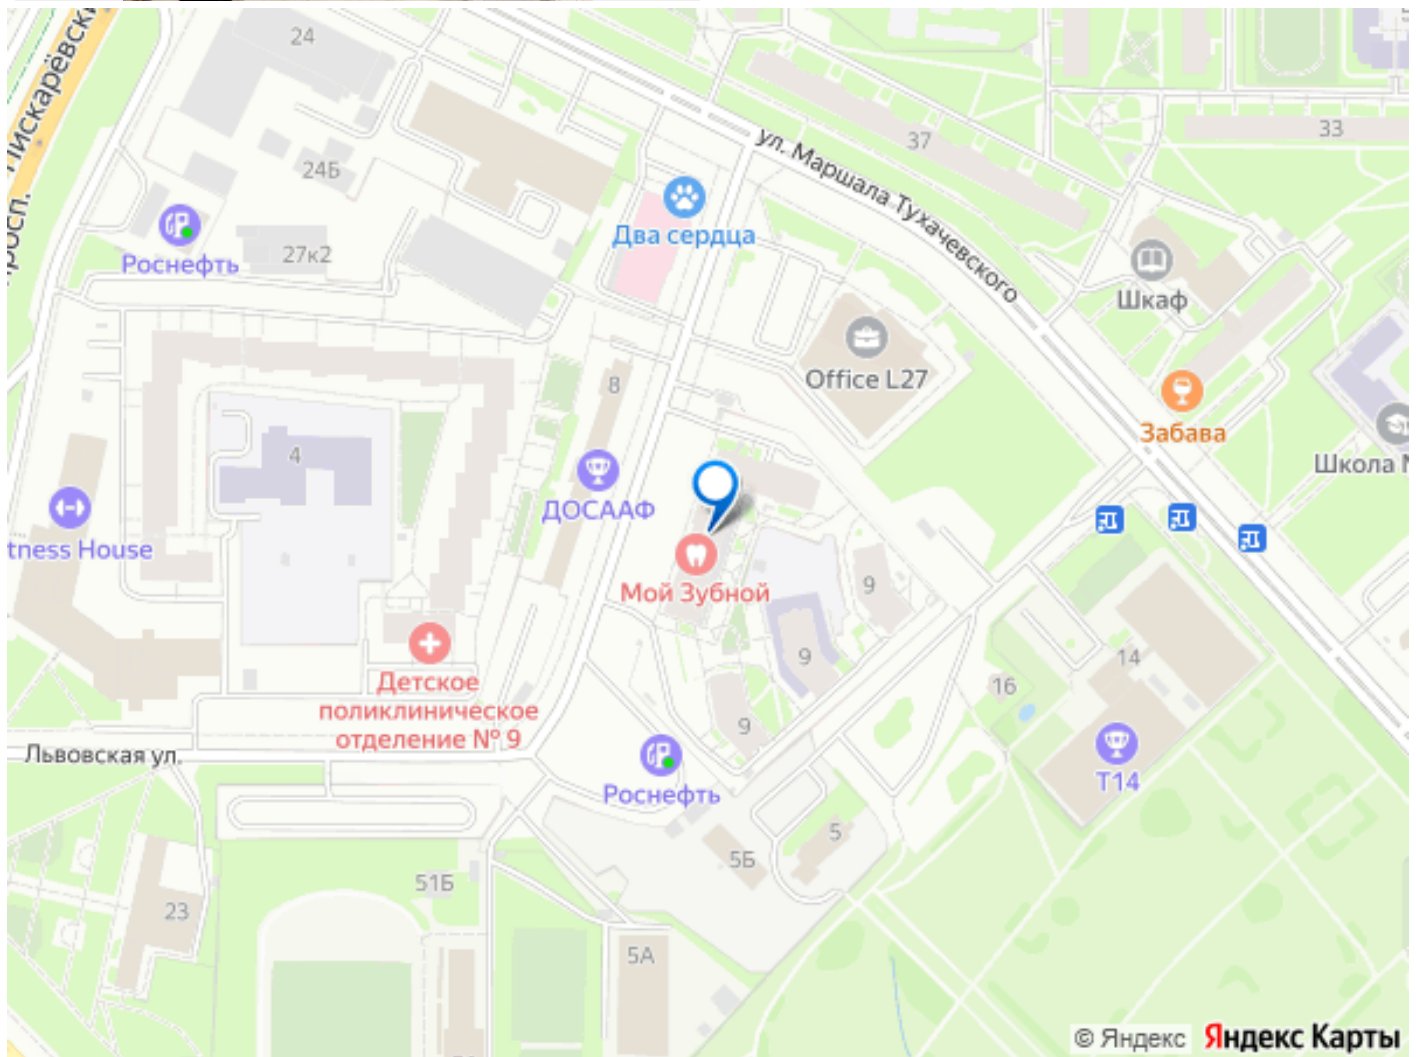 24
Пискарёвски
просп.
24Б
27к2
Роснефть
Два сердца
37
33
ул. Маршала Тухачевского
Шкаф
Office L27
8
Забава
4
Школа
ДОСААФ
tness House
Мой Зубной
9
9
14
16
Детское
поликлиническое
отделение № 9
9
Львовская ул.
Роснефть
Т14
5
5Б
51Б
23
5А
© Яндекс
Яндекс Карты